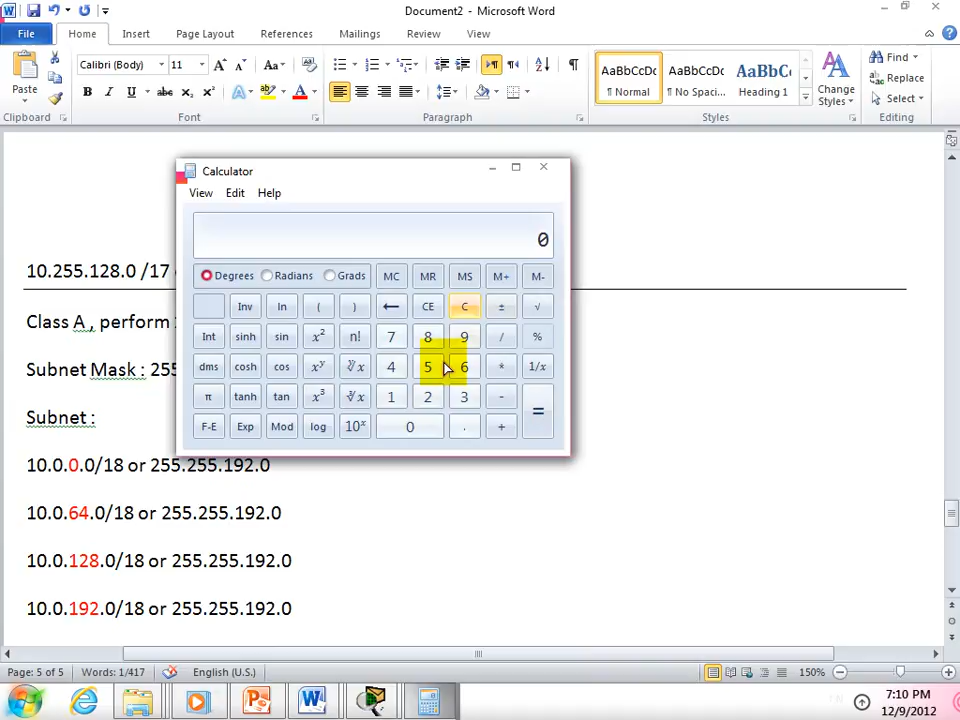 Document2 - Microsoft Word
File Home Insert Page Layout References Mailings Review View
Paste
Calibri (Body) 11
Clipboard Font Paragraph Styles Editing
AaBbCcDc AaBbCcDc AaBbC
¶ Normal ¶ No Spaci... Heading 1
Change Styles
Find
Replace
Select
Calculator
View Edit Help
0
Degrees Radians Grads MC MR MS M+ M-
Inv ln ( ) ← CE C ± √
Int sinh sin x² n! 7 8 9 / %
dms cosh cos xʸ ʸ√x 4 5 6 * 1/x
π tanh tan x³ ³√x 1 2 3 - =
F-E Exp Mod log 10ˣ 0 . +
10.255.128.0 /17
Class A , perform
Subnet Mask : 255
Subnet :
10.0.0.0/18 or 255.255.192.0
10.0.64.0/18 or 255.255.192.0
10.0.128.0/18 or 255.255.192.0
10.0.192.0/18 or 255.255.192.0
Page: 5 of 5 Words: 1/417 English (U.S.) 150%
7:10 PM
12/9/2012